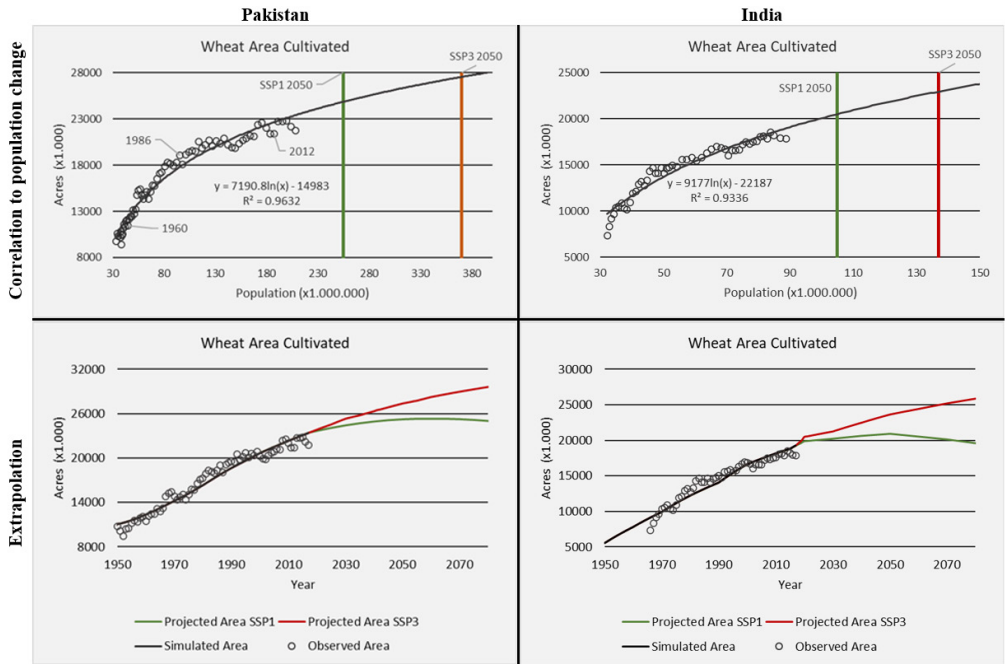 Pakistan
India
Correlation to population change
Wheat Area Cultivated
SSP3 2050
28000
SSP1 2050
23000
1986
2012
18000
y = 7190.8ln(x) - 14983
R² = 0.9632
13000
1960
8000
Acres (x1.000)
30 80 130 180 230 280 330 380
Population (x1.000.000)
Wheat Area Cultivated
SSP3 2050
25000
SSP1 2050
20000
15000
y = 9177ln(x) - 22187
R² = 0.9336
10000
5000
Acres (x1.000)
30 50 70 90 110 130 150
Population (x1.000.000)
Extrapolation
Wheat Area Cultivated
32000
26000
20000
14000
8000
Acres (x1.000)
1950 1970 1990 2010 2030 2050 2070
Year
Projected Area SSP1 Projected Area SSP3
Simulated Area Observed Area
Wheat Area Cultivated
30000
25000
20000
15000
10000
5000
Acres (x1.000)
1950 1970 1990 2010 2030 2050 2070
Year
Projected Area SSP1 Projected Area SSP3
Simulated Area Observed Area